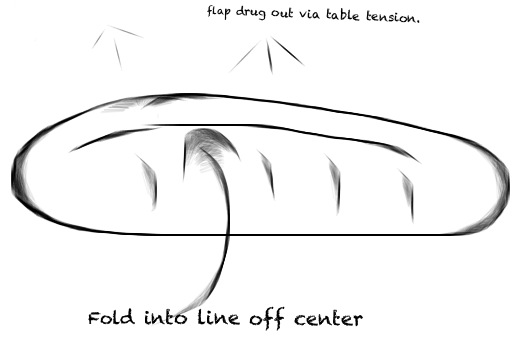 flap drug out via table tension.
Fold into line off center